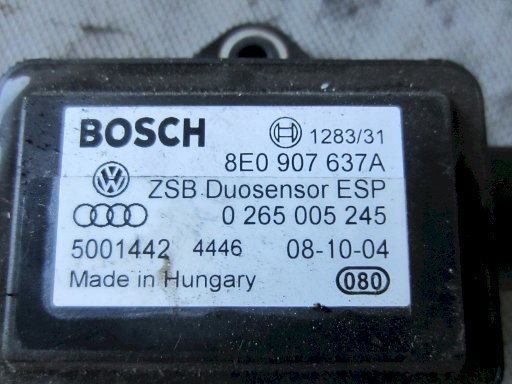 BOSCH 1283/31
8E0 907 637A
ZSB Duosensor ESP
0 265 005 245
5001442 4446 08-10-04
Made in Hungary 080